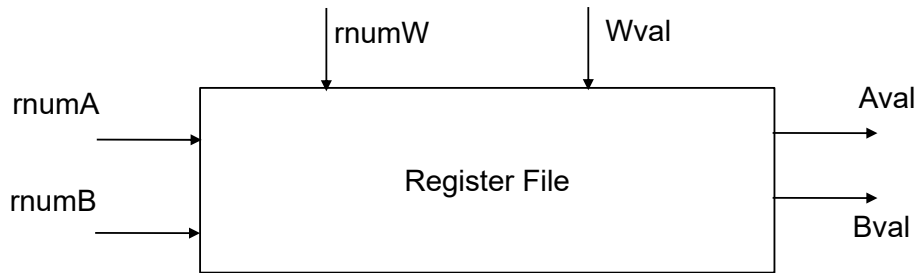 rnumW
Wval
rnumA
Aval
Register File
rnumB
Bval